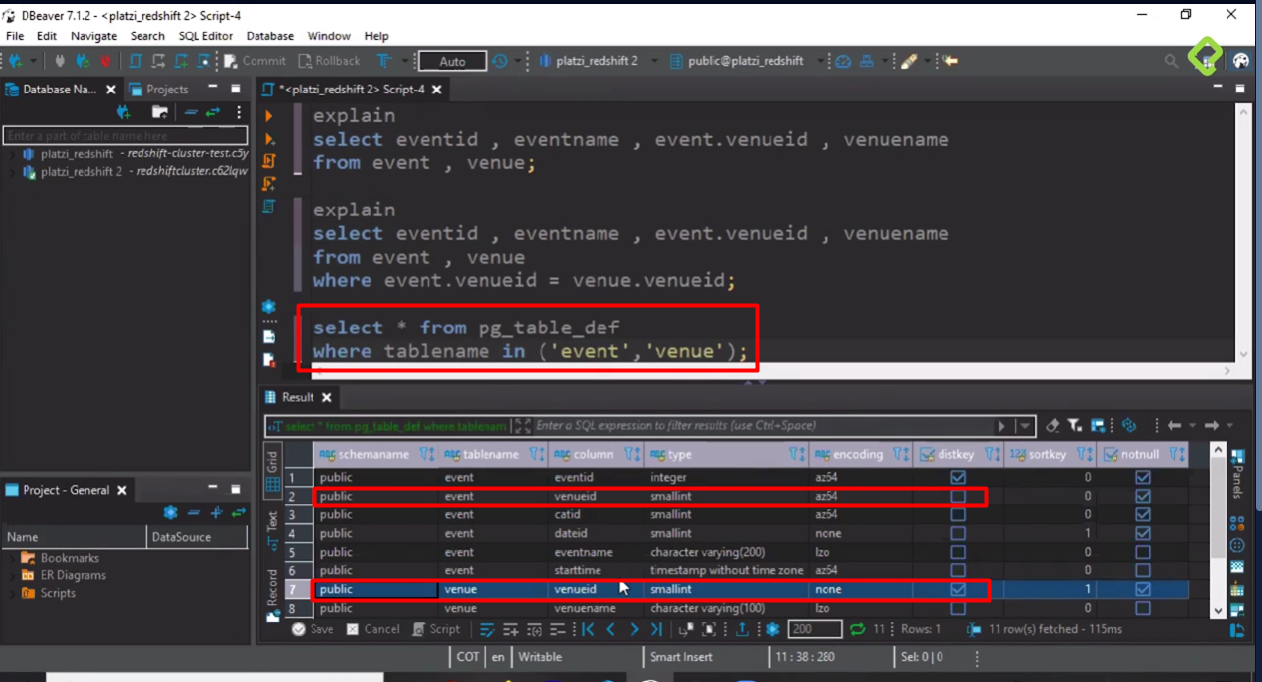 DBeaver 7.1.2 - <platzi_redshift 2> Script-4
File Edit Navigate Search SQL Editor Database Window Help
Commit Rollback Auto platzi_redshift 2 public@platzi_redshift
Database Na... Projects
*<platzi_redshift 2> Script-4
Enter a part of table name here
platzi_redshift - redshift-cluster-test.c5y
platzi_redshift 2 - redshiftcluster.c62lqw
explain
select eventid , eventname , event.venueid , venuename
from event , venue;
explain
select eventid , eventname , event.venueid , venuename
from event , venue
where event.venueid = venue.venueid;
select * from pg_table_def
where tablename in ('event','venue');
Result
select * from pg_table_def where tablenam Enter a SQL expression to filter results (use Ctrl+Space)
Grid
Text
Record
Panels
schemaname tablename column type encoding distkey sortkey notnull
1 public event eventid integer az64 0
2 public event venueid smallint az64 0
3 public event catid smallint az64 0
4 public event dateid smallint none 1
5 public event eventname character varying(200) lzo 0
6 public event starttime timestamp without time zone az64 0
7 public venue venueid smallint none 1
8 public venue venuename character varying(100) lzo 0
Save Cancel Script 200 11 Rows: 1 11 row(s) fetched - 115ms
Project - General
Name DataSource
Bookmarks
ER Diagrams
Scripts
COT en Writable Smart Insert 11 : 38 : 280 Sel: 0 | 0